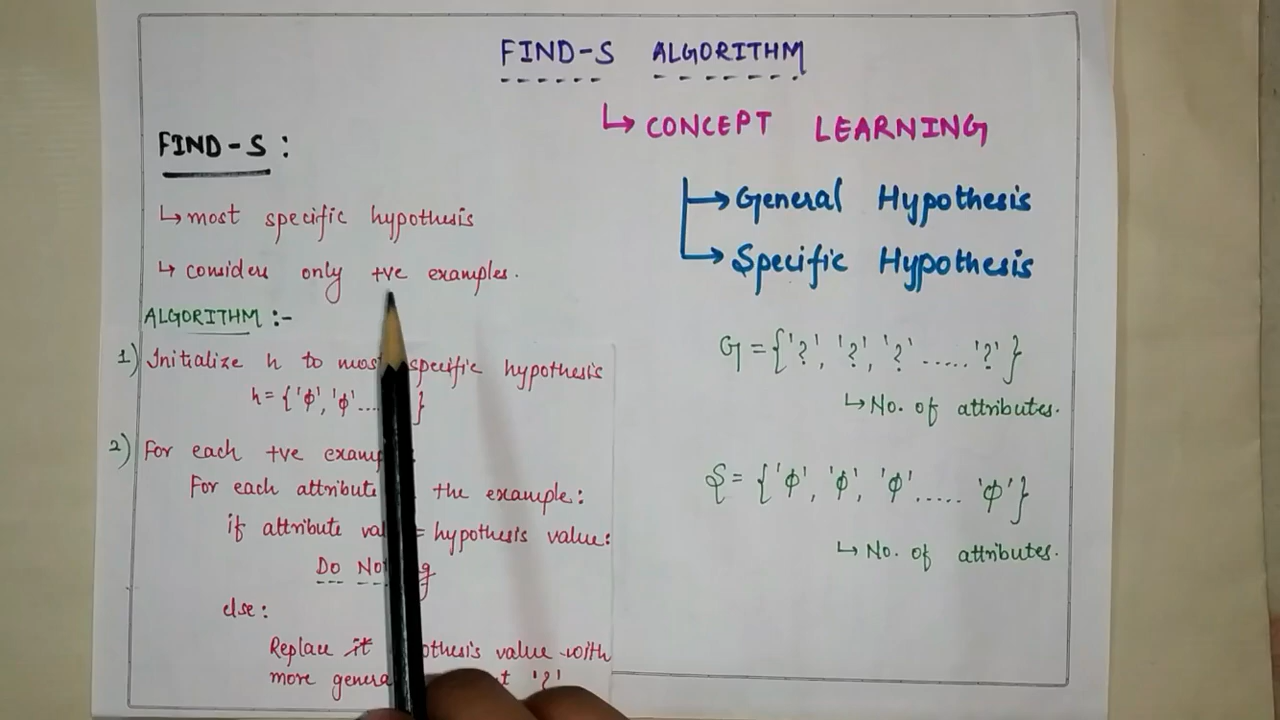 FIND-S ALGORITHM
↳ CONCEPT LEARNING
→ General Hypothesis
↳ Specific Hypothesis
G = {'?', '?', '?' ...... '?'}
↳ No. of attributes.
S = {'ϕ', 'ϕ', 'ϕ' ...... 'ϕ'}
↳ No. of attributes.
FIND-S :
↳ most specific hypothesis
↳ considers only +ve examples.
ALGORITHM :-
1) Initialize h to most specific hypothesis
h = {'ϕ', 'ϕ' .... }
2) For each +ve
For each attribute the example:
if attribute = hypothesis value:
Do
else:
Replace value with
more '?'